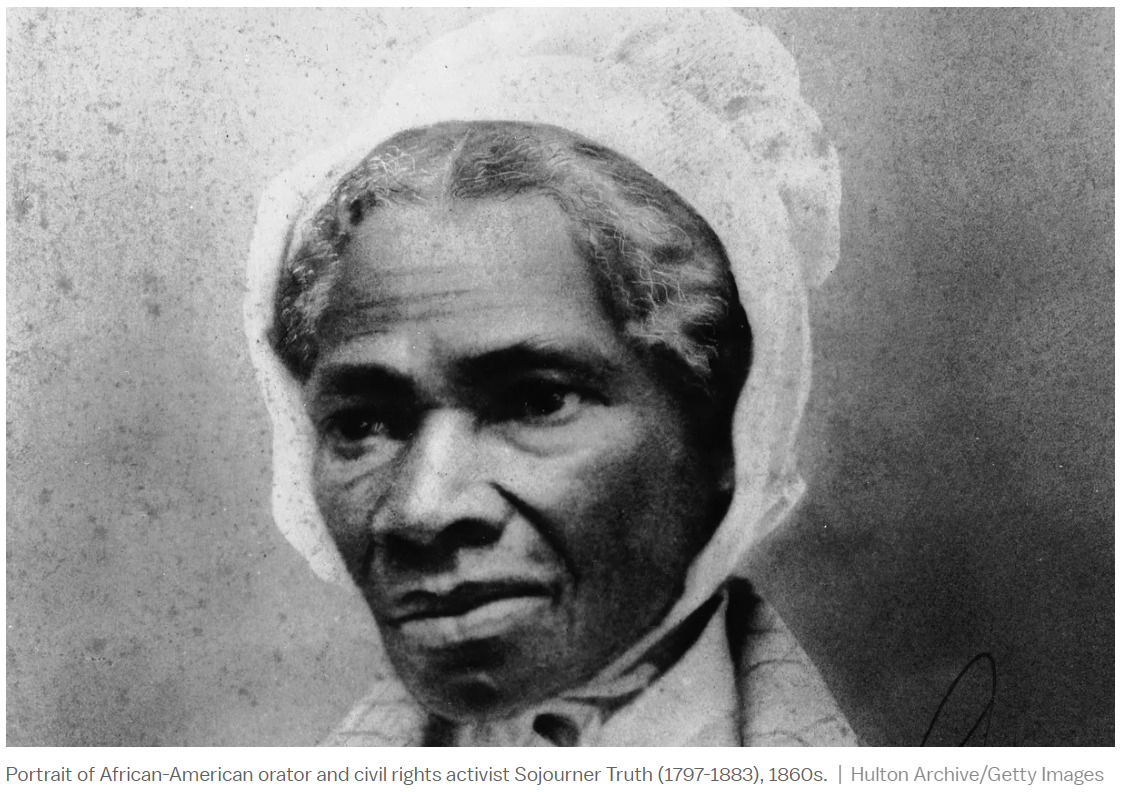 Portrait of African-American orator and civil rights activist Sojourner Truth (1797-1883), 1860s. | Hulton Archive/Getty Images